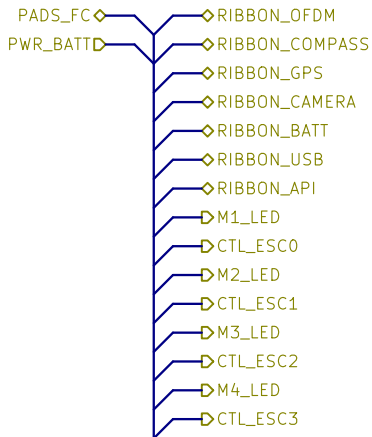 PADS_FC
RIBBON_OFDM
PWR_BATT
RIBBON_COMPASS
RIBBON_GPS
RIBBON_CAMERA
RIBBON_BATT
RIBBON_USB
RIBBON_API
M1_LED
CTL_ESC0
M2_LED
CTL_ESC1
M3_LED
CTL_ESC2
M4_LED
CTL_ESC3